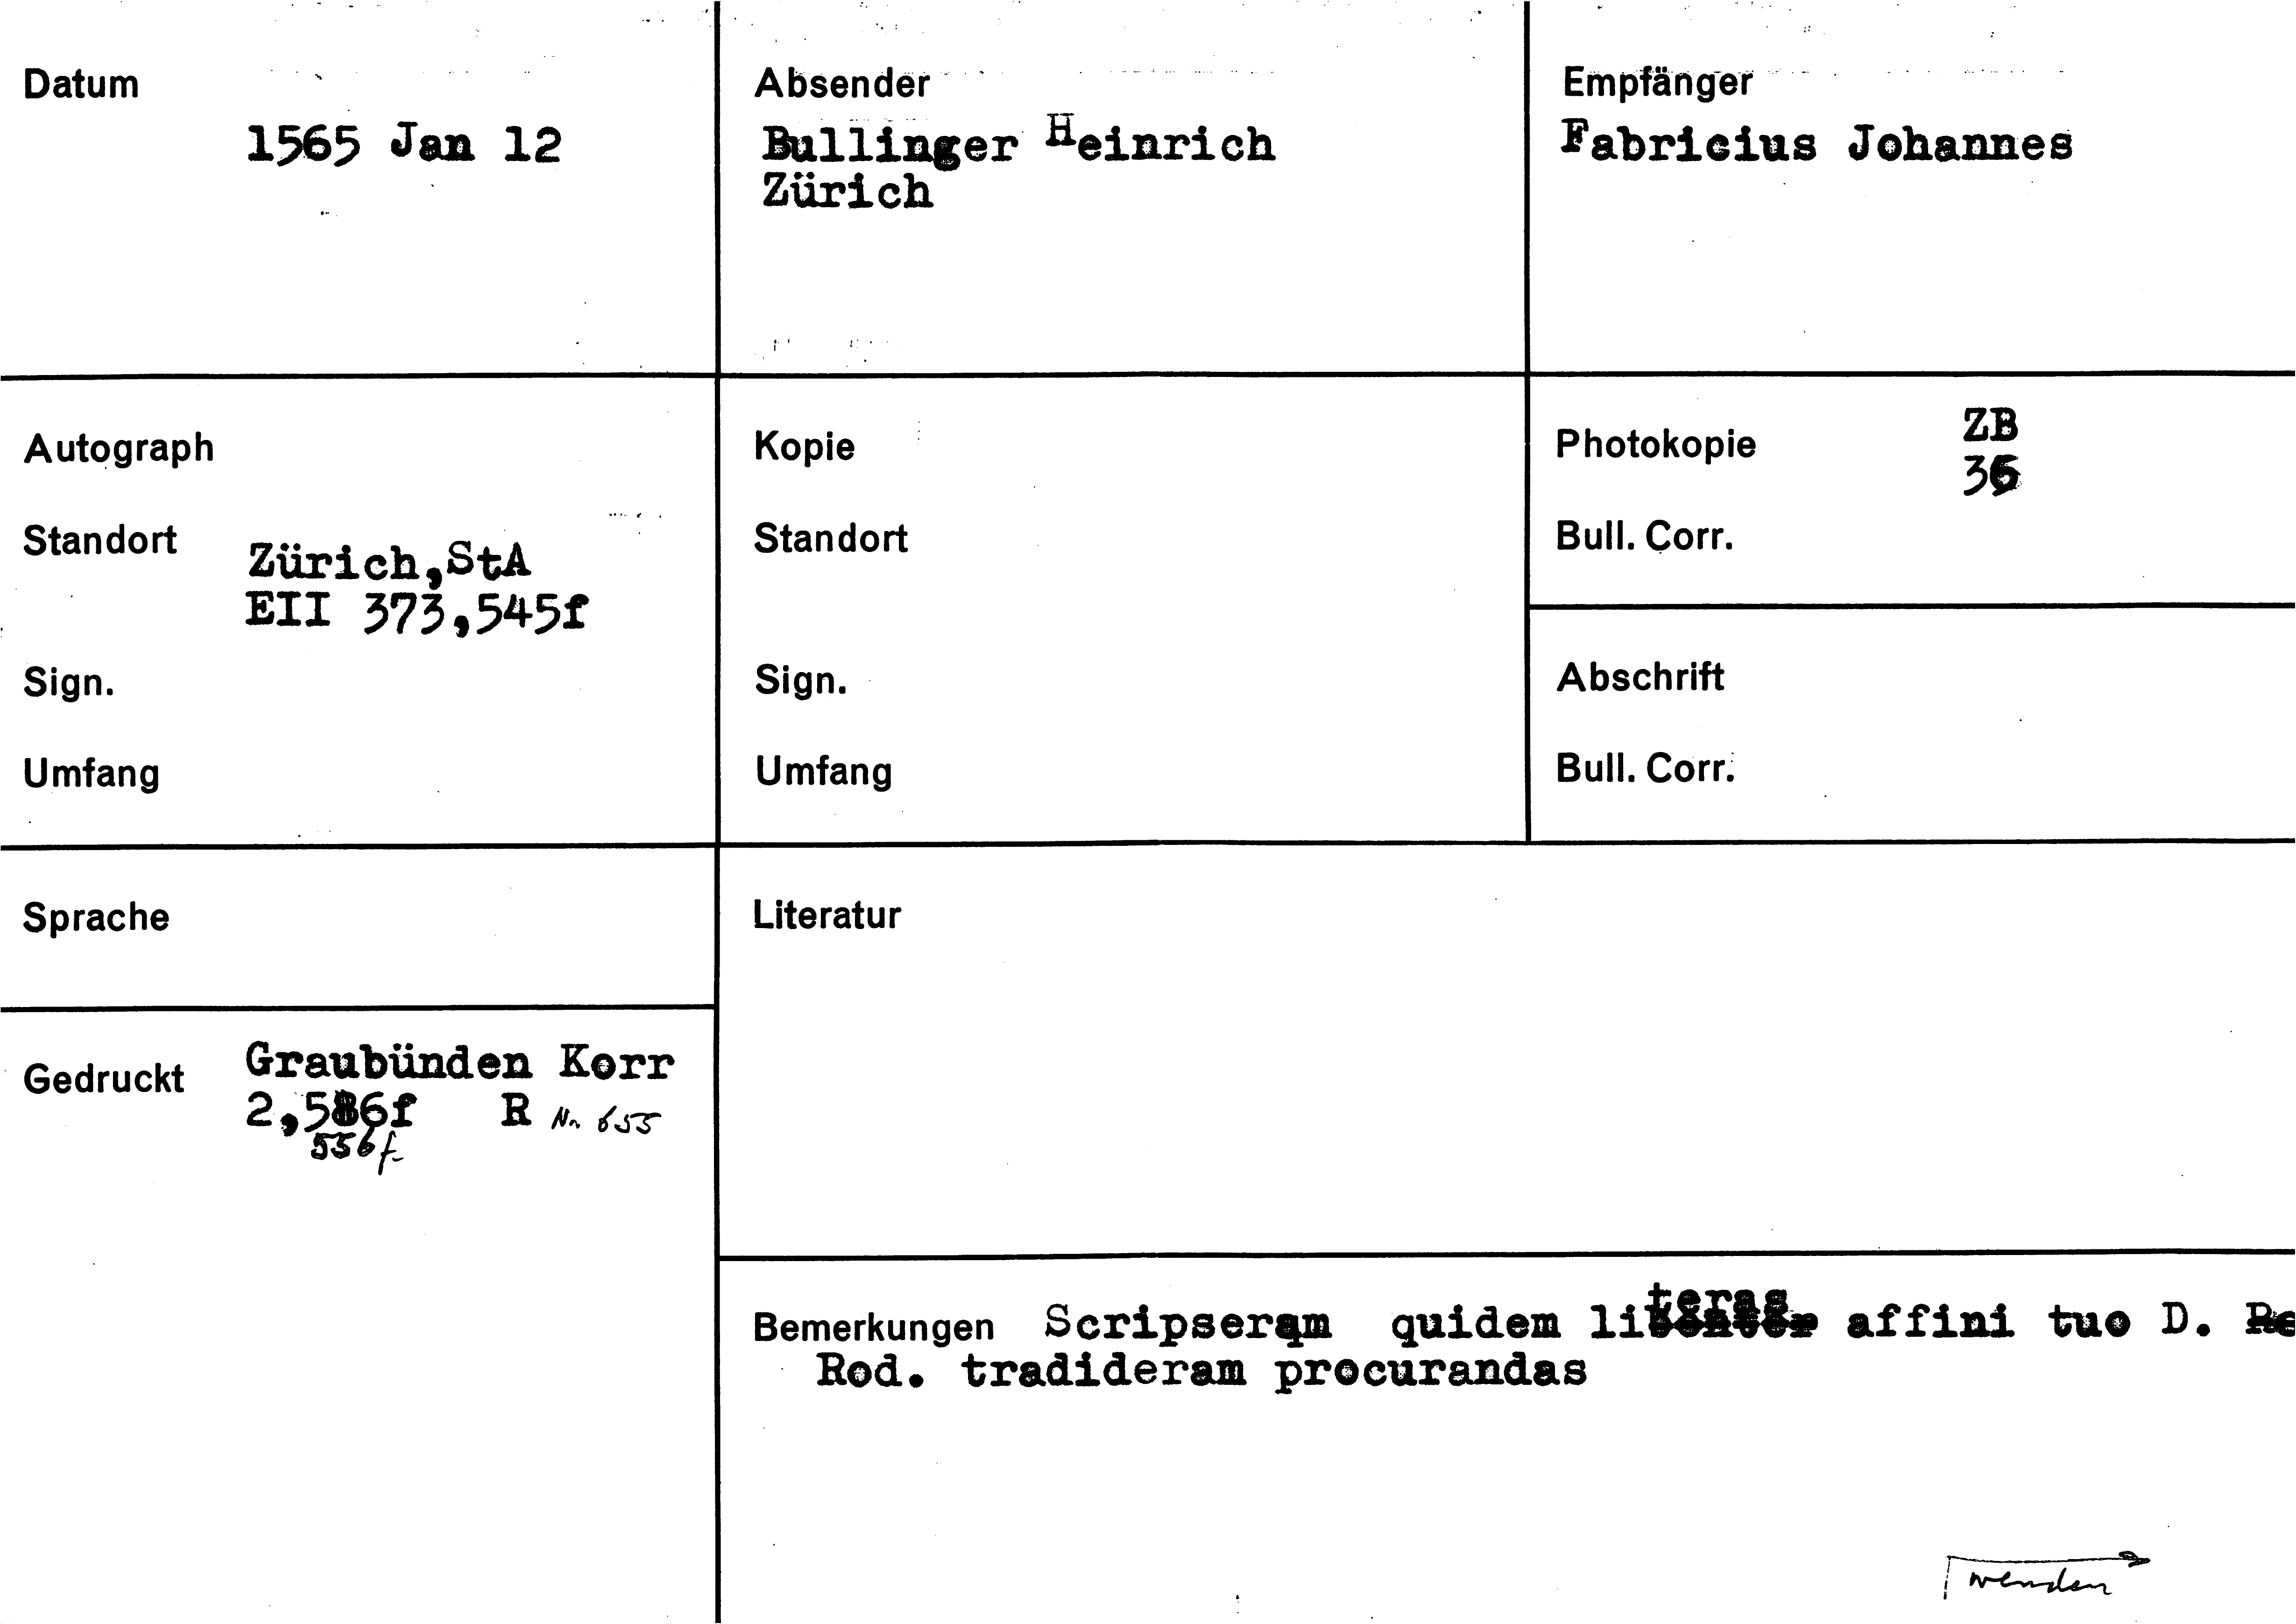 Datum
1565 Jan 12
Absender
Bullinger Heinrich
Zürich
Empfänger
Fabricius Johannes
Autograph
Standort
Zürich,StA
EII 373,545f
Sign.
Umfang
Kopie
Standort
Sign.
Umfang
Photokopie
ZB
36
Bull. Corr.
Abschrift
Bull. Corr.
Sprache
Literatur
Gedruckt
Graubünden Korr
2,586f R Nr 655
556f
Bemerkungen Scripseram quidem literas affini tuo D.
Rod. tradideram procurandas
wenden